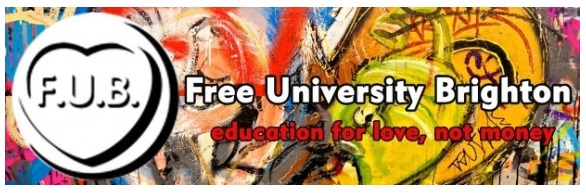 F.U.B.
Free University Brighton
education for love, not money